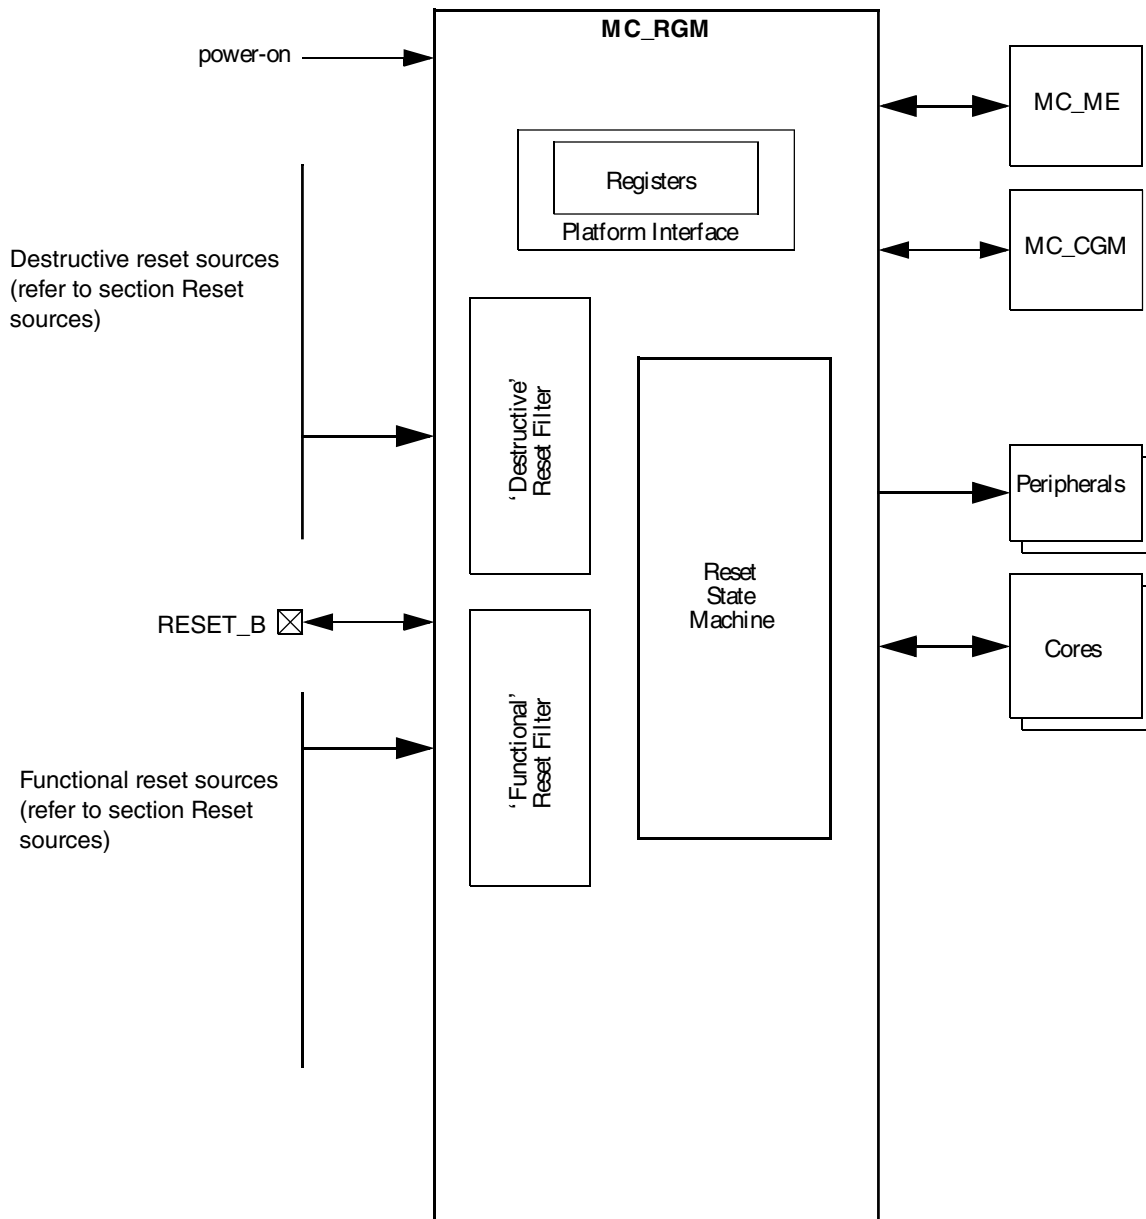 MC_RGM
power-on
MC_ME
Registers
Platform Interface
MC_CGM
Destructive reset sources
(refer to section Reset
sources)
‘Destructive’
Reset Filter
Peripherals
Reset
State
Machine
RESET_B
Cores
‘Functional’
Reset Filter
Functional reset sources
(refer to section Reset
sources)